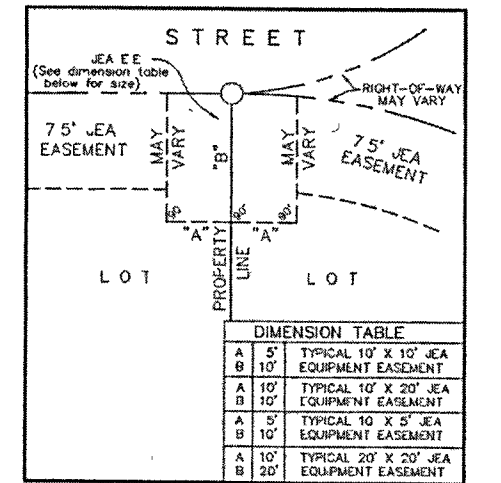 STREET
JEA E E
(See dimension table
below for size)
RIGHT-OF-WAY
MAY VARY
7 5' JEA
EASEMENT
MAY
VARY
"B"
MAY
VARY
7 5' JEA
EASEMENT
90'
90'
90'
"A"
"A"
LOT
PROPERTY
LINE
LOT
DIMENSION TABLE
A 5' TYPICAL 10' X 10' JEA
B 10' EQUIPMENT EASEMENT
A 10' TYPICAL 10' X 20' JEA
B 10' EQUIPMENT EASEMENT
A 5' TYPICAL 10 X 5' JEA
B 10' EQUIPMENT EASEMENT
A 10' TYPICAL 20' X 20' JEA
B 20' EQUIPMENT EASEMENT